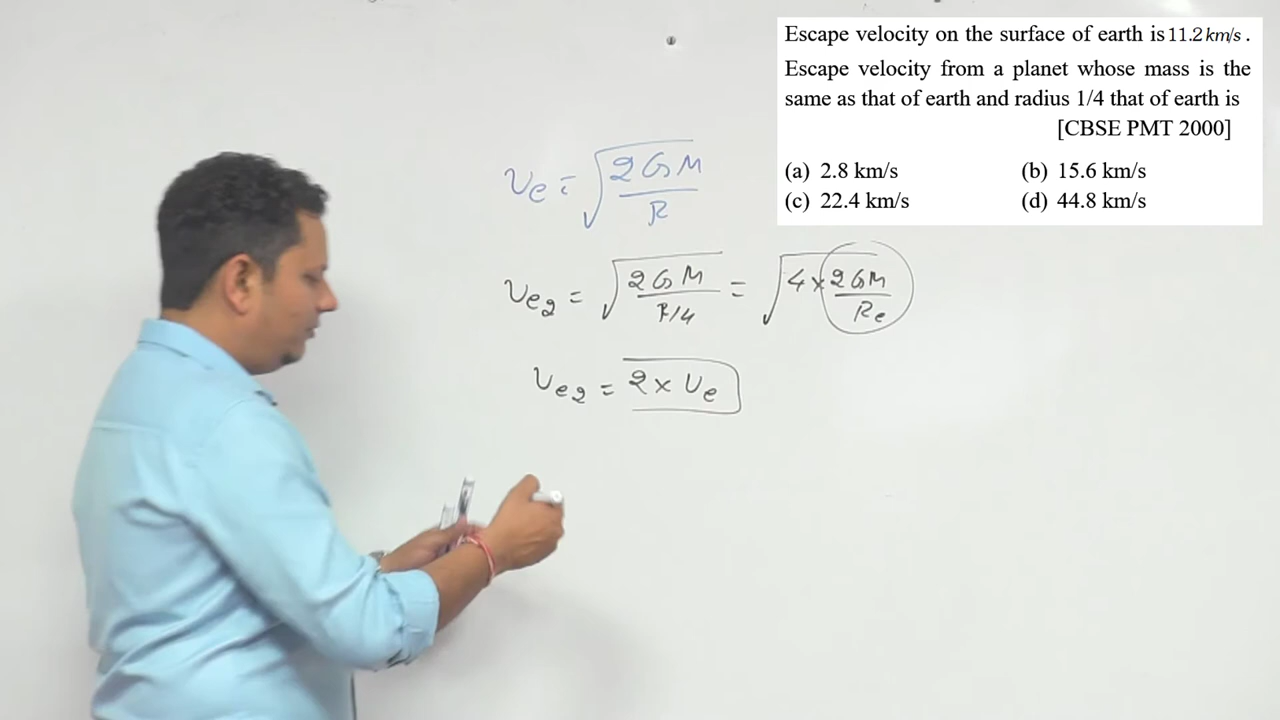 Escape velocity on the surface of earth is 11.2 km/s .
Escape velocity from a planet whose mass is the
same as that of earth and radius 1/4 that of earth is
[CBSE PMT 2000]
(a) 2.8 km/s (b) 15.6 km/s
(c) 22.4 km/s (d) 44.8 km/s
Ve = √(2GM/R)
Ve2 = √(2GM/(R/4)) = √(4×2GM/Re)
Ve2 = 2 × Ve